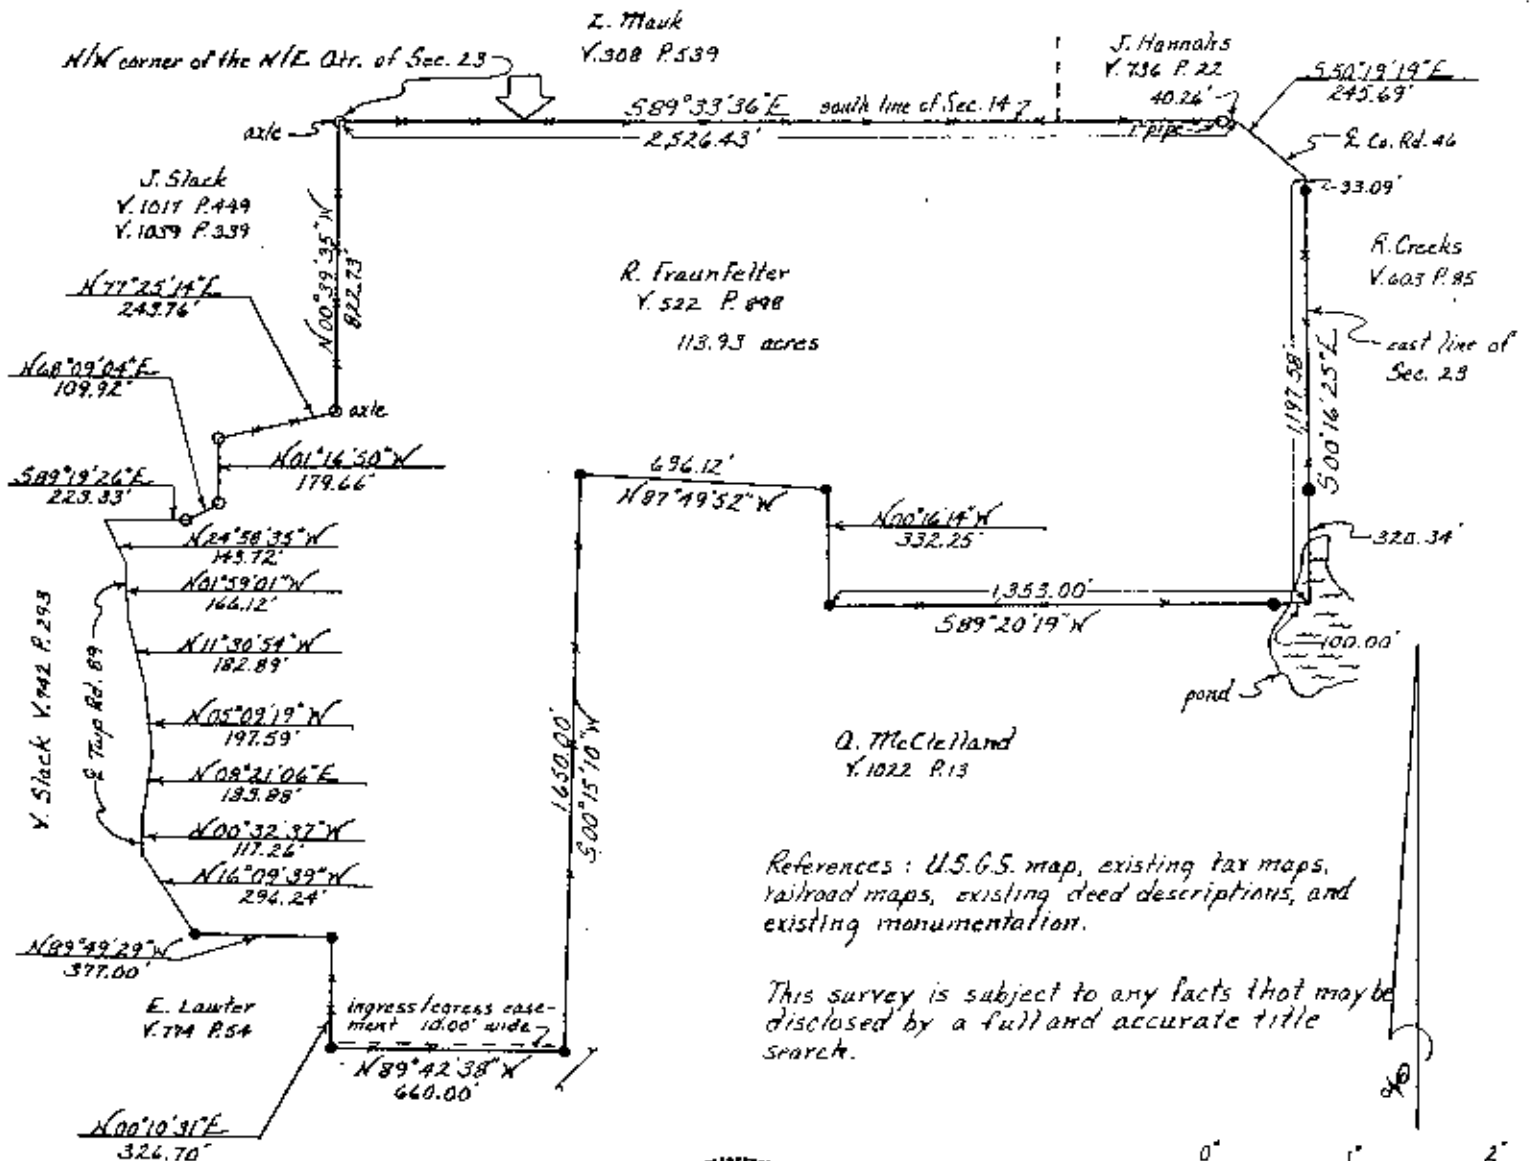 Z. Mauk
V.308 P.539
N/W corner of the N/E Qtr. of Sec. 23
J. Hannahs
V.736 P.22
40.26'
S50°19'19"E
245.69'
S89°33'36"E
south line of Sec. 14
axle
2,526.43'
1" pipe
℄ Co. Rd. 46
33.09'
J. Slack
V.1017 P.449
V.1039 P.339
N00°39'35"W
822.73'
R. Fraunfelter
V.522 P.898
113.93 acres
R. Creeks
V.603 P.85
N77°25'14"E
243.76'
east line of
Sec. 23
1,197.58'
S00°16'25"E
N68°09'04"E
109.92'
axle
N01°16'50"W
179.66'
S89°19'26"E
223.33'
696.12'
N87°49'52"W
N00°16'14"W
332.25'
320.34'
N24°58'35"W
143.72'
N01°59'01"W
166.12'
1,353.00'
S89°20'19"W
100.00'
pond
N11°30'54"W
182.89'
V. Slack V.742 P.293
℄ Twp Rd. 89
N05°09'19"W
197.59'
1650.00'
S00°15'10"W
Q. McClelland
V.1022 P.13
N08°21'06"E
N00°32'37"W
117.26'
N16°09'39"W
296.24'
References : U.S.G.S. map, existing tax maps,
railroad maps, existing deed descriptions, and
existing monumentation.
N89°49'29"W
377.00'
E. Lawter
V.774 P.54
ingress/egress ease-
ment 10.00' wide
This survey is subject to any facts that may be
disclosed by a full and accurate title
search.
N89°42'38"W
660.00'
N00°10'31"E
326.70'
0" 1" 2"